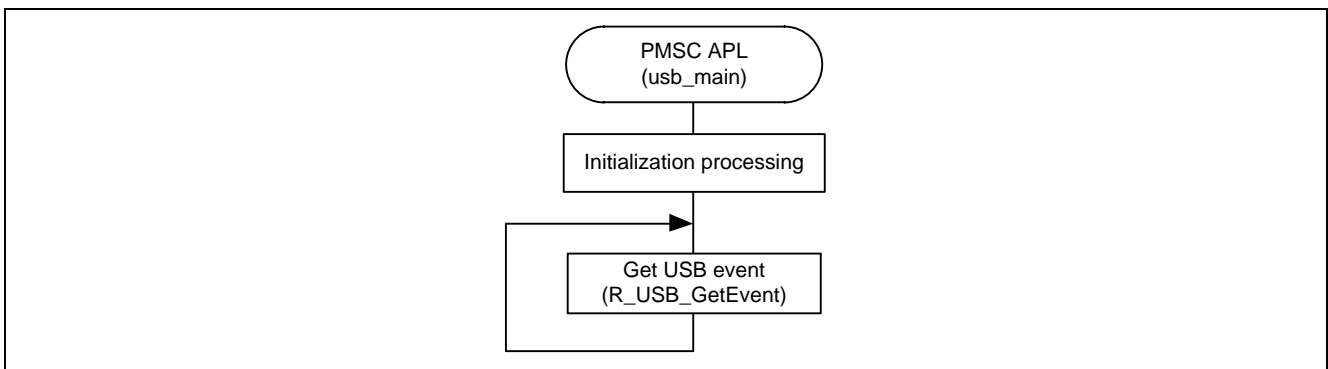 PMSC APL
(usb_main)
Initialization processing
Get USB event
(R_USB_GetEvent)